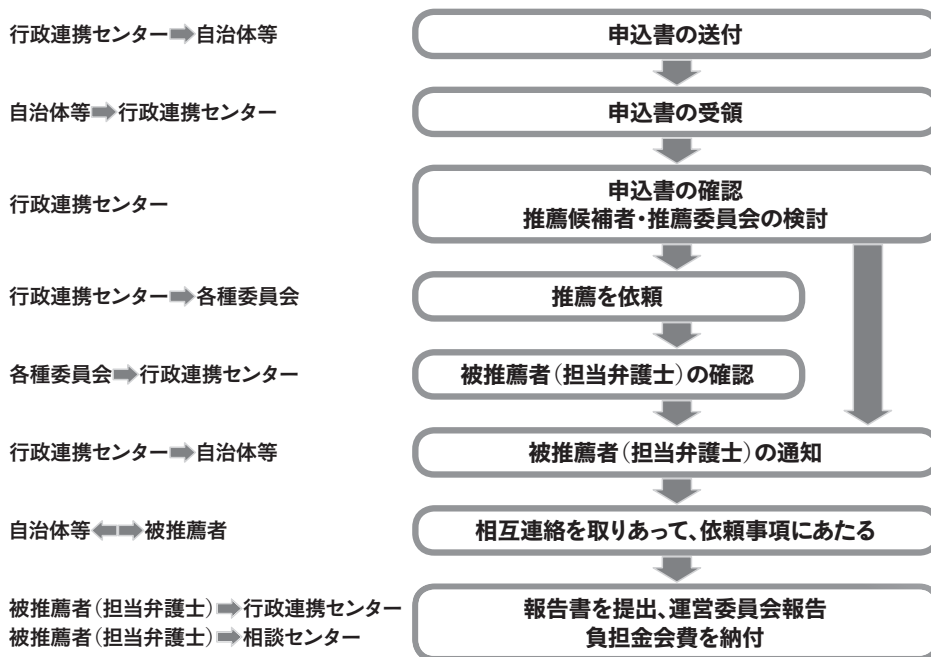 行政連携センター➡自治体等
申込書の送付
自治体等➡行政連携センター
申込書の受領
行政連携センター
申込書の確認
推薦候補者・推薦委員会の検討
行政連携センター➡各種委員会
推薦を依頼
各種委員会➡行政連携センター
被推薦者(担当弁護士)の確認
行政連携センター➡自治体等
被推薦者(担当弁護士)の通知
自治体等⬅➡被推薦者
相互連絡を取りあって、依頼事項にあたる
被推薦者(担当弁護士)➡行政連携センター
被推薦者(担当弁護士)➡相談センター
報告書を提出、運営委員会報告
負担金会費を納付